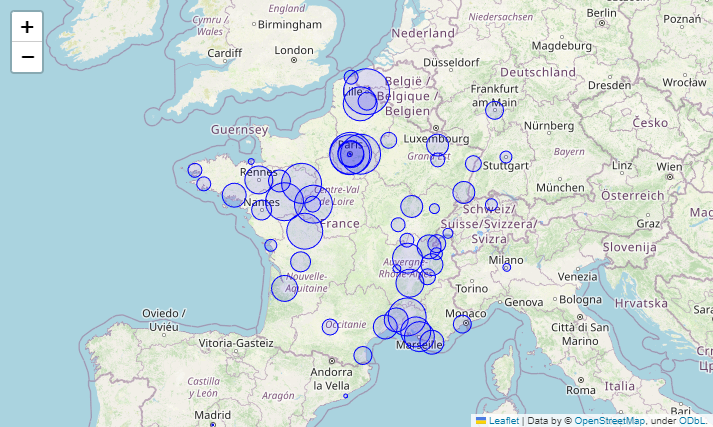 +
−
England
Birmingham
Cymru /
Wales
Cardiff
London
Nederland
Niedersachsen
Berlin
Poznań
Magdeburg
Düsseldorf
Deutschland
Dresden
Wrocław
Lille
België /
Belgique /
Belgien
Frankfurt
am Main
Guernsey
Luxembourg
Nürnberg
Česko
Paris
Grand Est
Stuttgart
Bayern
Linz
Wien
München
Rennes
Centre-Val
de Loire
Nantes
Österreich
France
Schweiz/
Suisse/Svizzera/
Svizra
Graz
Slovenija
Auvergne-
Rhône-Alpes
Milano
Venezia
Nouvelle-
Aquitaine
Torino
Hrvatska
Genova
Bologna
Oviedo /
Uviéu
Occitanie
Monaco
Città di San
Marino
Vitoria-Gasteiz
Marseille
Andorra
la Vella
Castilla
y León
Aragón
Roma
Italia
Bari
Madrid
Leaflet | Data by © OpenStreetMap, under ODbL.